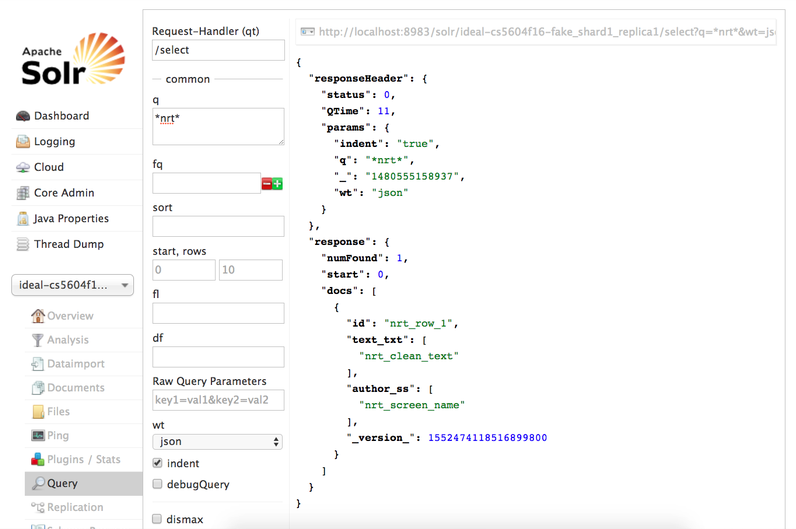 Apache
Solr
Dashboard
Logging
Cloud
Core Admin
Java Properties
Thread Dump
ideal-cs5604f1...
Overview
Analysis
Dataimport
Documents
Files
Ping
Plugins / Stats
Query
Replication
Request-Handler (qt)
/select
common
q
*nrt*
fq
sort
start, rows
0 10
fl
df
Raw Query Parameters
key1=val1&key2=val2
wt
json
indent
debugQuery
dismax
http://localhost:8983/solr/ideal-cs5604f16-fake_shard1_replica1/select?q=*nrt*&wt=jso
{
"responseHeader": {
"status": 0,
"QTime": 11,
"params": {
"indent": "true",
"q": "*nrt*",
"_": "1480555158937",
"wt": "json"
}
},
"response": {
"numFound": 1,
"start": 0,
"docs": [
{
"id": "nrt_row_1",
"text_txt": [
"nrt_clean_text"
],
"author_ss": [
"nrt_screen_name"
],
"_version_": 1552474118516899800
}
]
}
}